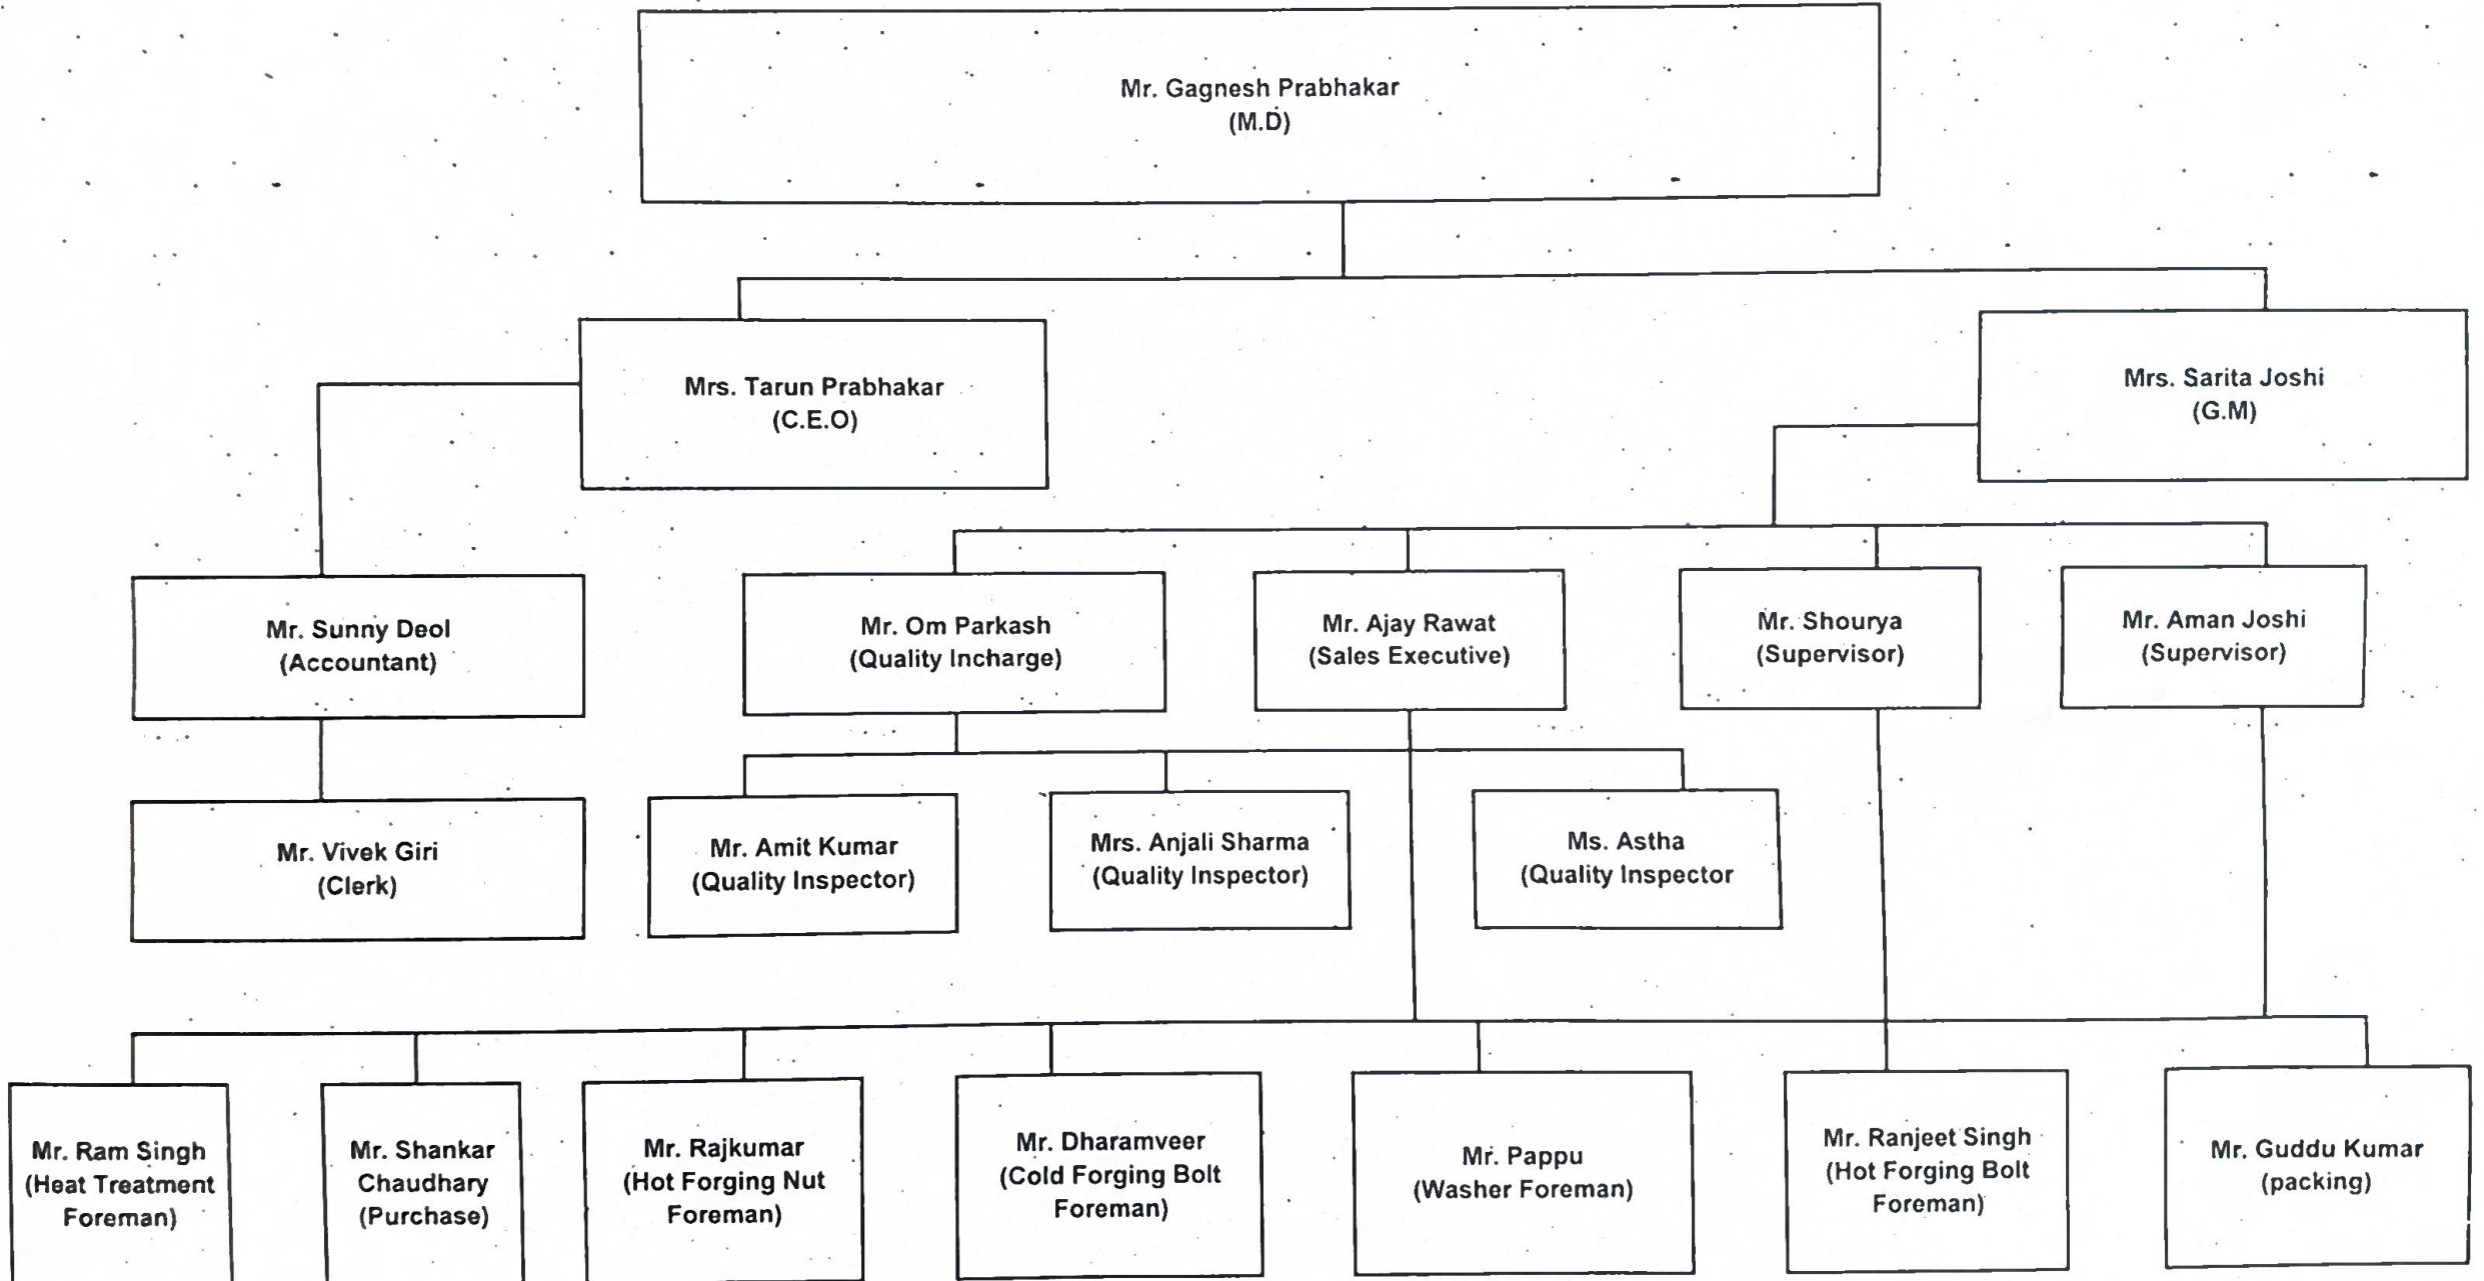 Mr. Gagnesh Prabhakar
(M.D)
Mrs. Tarun Prabhakar
(C.E.O)
Mrs. Sarita Joshi
(G.M)
Mr. Sunny Deol
(Accountant)
Mr. Om Parkash
(Quality Incharge)
Mr. Ajay Rawat
(Sales Executive)
Mr. Shourya
(Supervisor)
Mr. Aman Joshi
(Supervisor)
Mr. Vivek Giri
(Clerk)
Mr. Amit Kumar
(Quality Inspector)
Mrs. Anjali Sharma
(Quality Inspector)
Ms. Astha
(Quality Inspector
Mr. Ram Singh
(Heat Treatment
Foreman)
Mr. Shankar
Chaudhary
(Purchase)
Mr. Rajkumar
(Hot Forging Nut
Foreman)
Mr. Dharamveer
(Cold Forging Bolt
Foreman)
Mr. Pappu
(Washer Foreman)
Mr. Ranjeet Singh
(Hot Forging Bolt
Foreman)
Mr. Guddu Kumar
(packing)